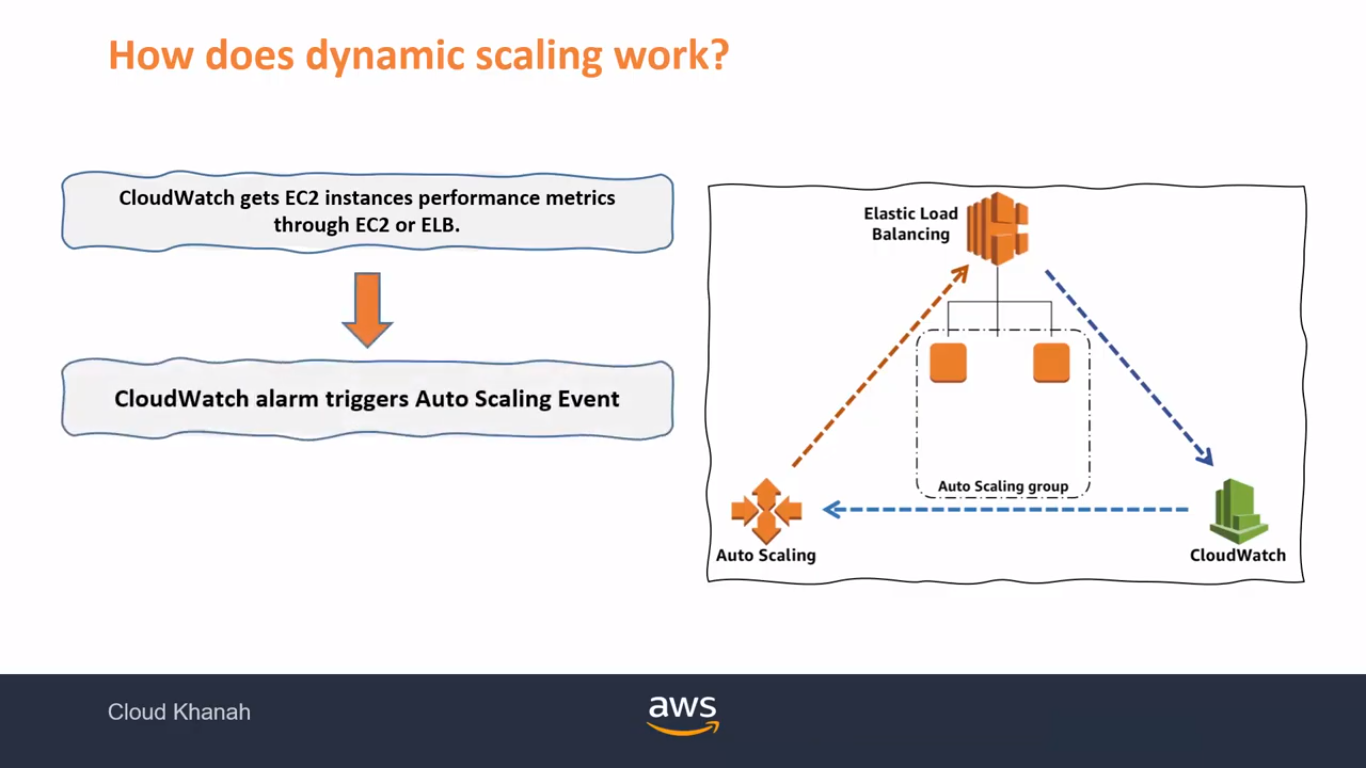 How does dynamic scaling work?
CloudWatch gets EC2 instances performance metrics
through EC2 or ELB.
CloudWatch alarm triggers Auto Scaling Event
Elastic Load
Balancing
Auto Scaling group
Auto Scaling
CloudWatch
Cloud Khanah
aws